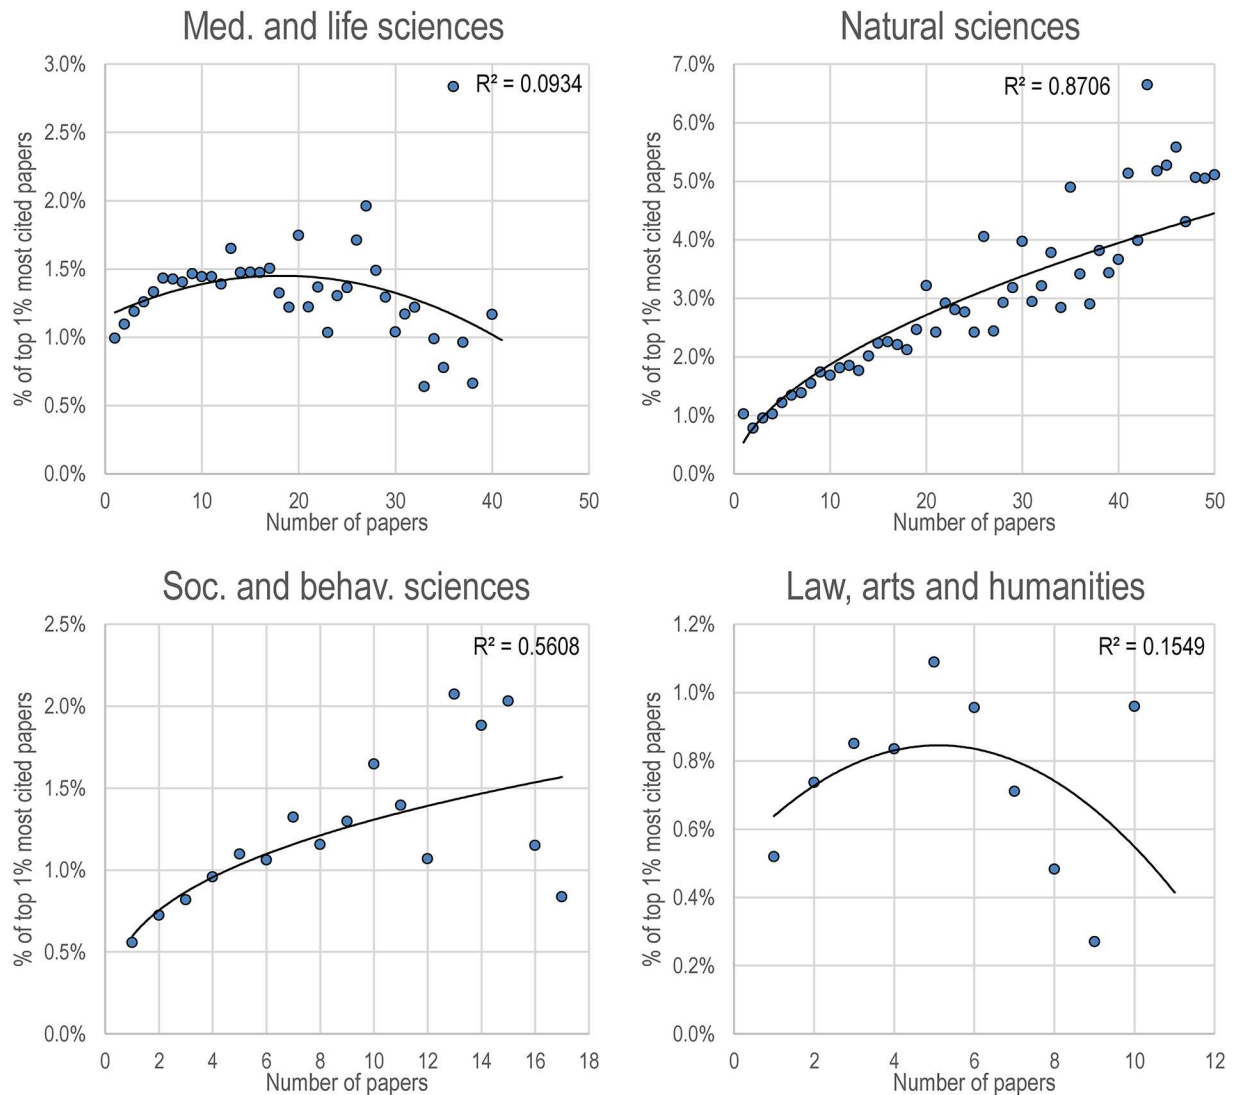 Med. and life sciences
3.0%
2.5%
2.0%
1.5%
1.0%
0.5%
0.0%
% of top 1% most cited papers
R² = 0.0934
0 10 20 30 40 50
Number of papers
Natural sciences
7.0%
6.0%
5.0%
4.0%
3.0%
2.0%
1.0%
0.0%
% of top 1% most cited papers
R² = 0.8706
0 10 20 30 40 50
Number of papers
Soc. and behav. sciences
2.5%
2.0%
1.5%
1.0%
0.5%
0.0%
% of top 1% most cited papers
R² = 0.5608
0 2 4 6 8 10 12 14 16 18
Number of papers
Law, arts and humanities
1.2%
1.0%
0.8%
0.6%
0.4%
0.2%
0.0%
% of top 1% most cited papers
R² = 0.1549
0 2 4 6 8 10 12
Number of papers